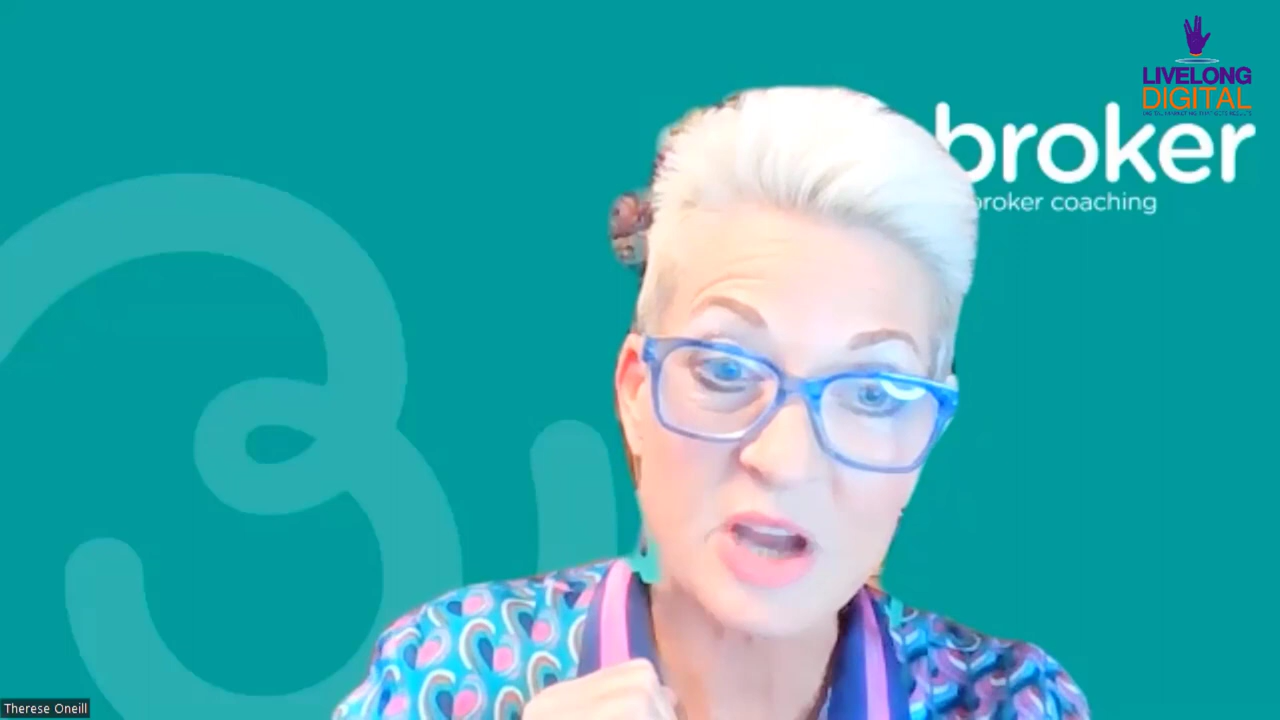 LIVELONG
DIGITAL
broker
broker coaching
Therese Oneill